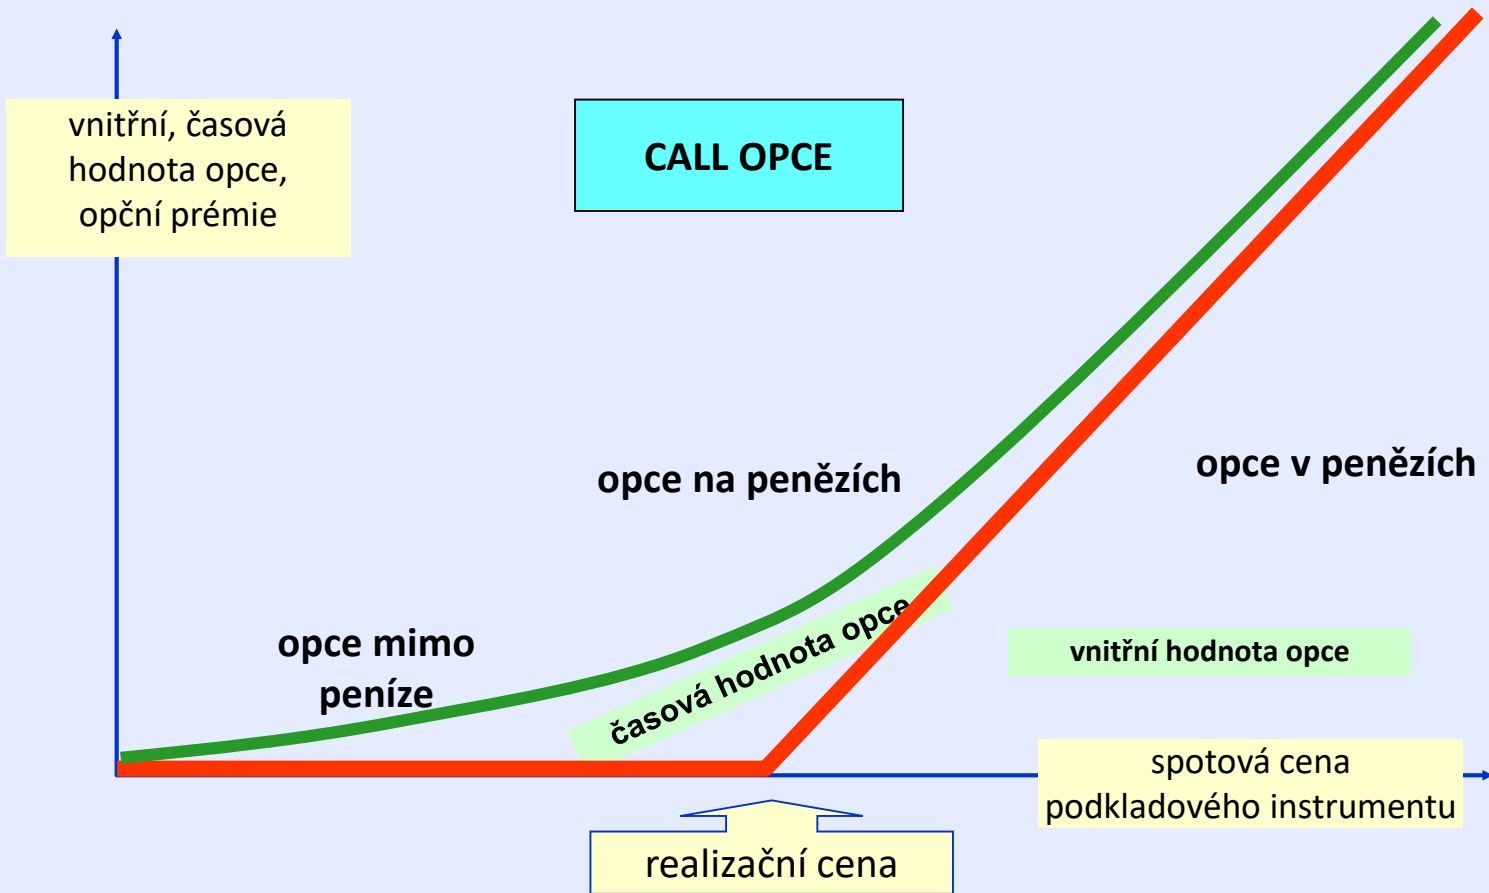 vnitřní, časová
hodnota opce,
opční prémie
CALL OPCE
opce na penězích
opce v penězích
opce mimo
peníze
časová hodnota opce
vnitřní hodnota opce
spotová cena
podkladového instrumentu
realizační cena